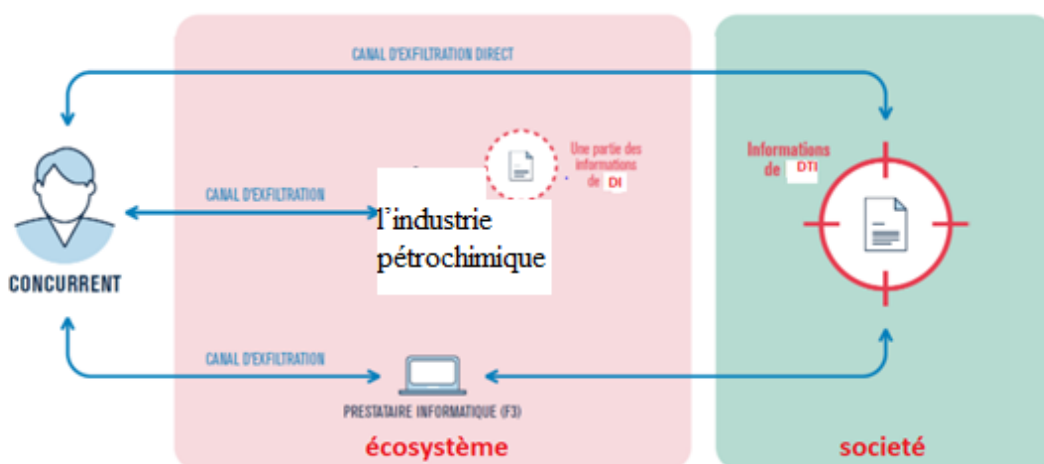 CANAL D'EXFILTRATION DIRECT
Une partie des
informations
de DI
Informations
de DTI
CANAL D'EXFILTRATION
l'industrie
pétrochimique
CONCURRENT
CANAL D'EXFILTRATION
PRESTATAIRE INFORMATIQUE (F3)
écosystème
societé